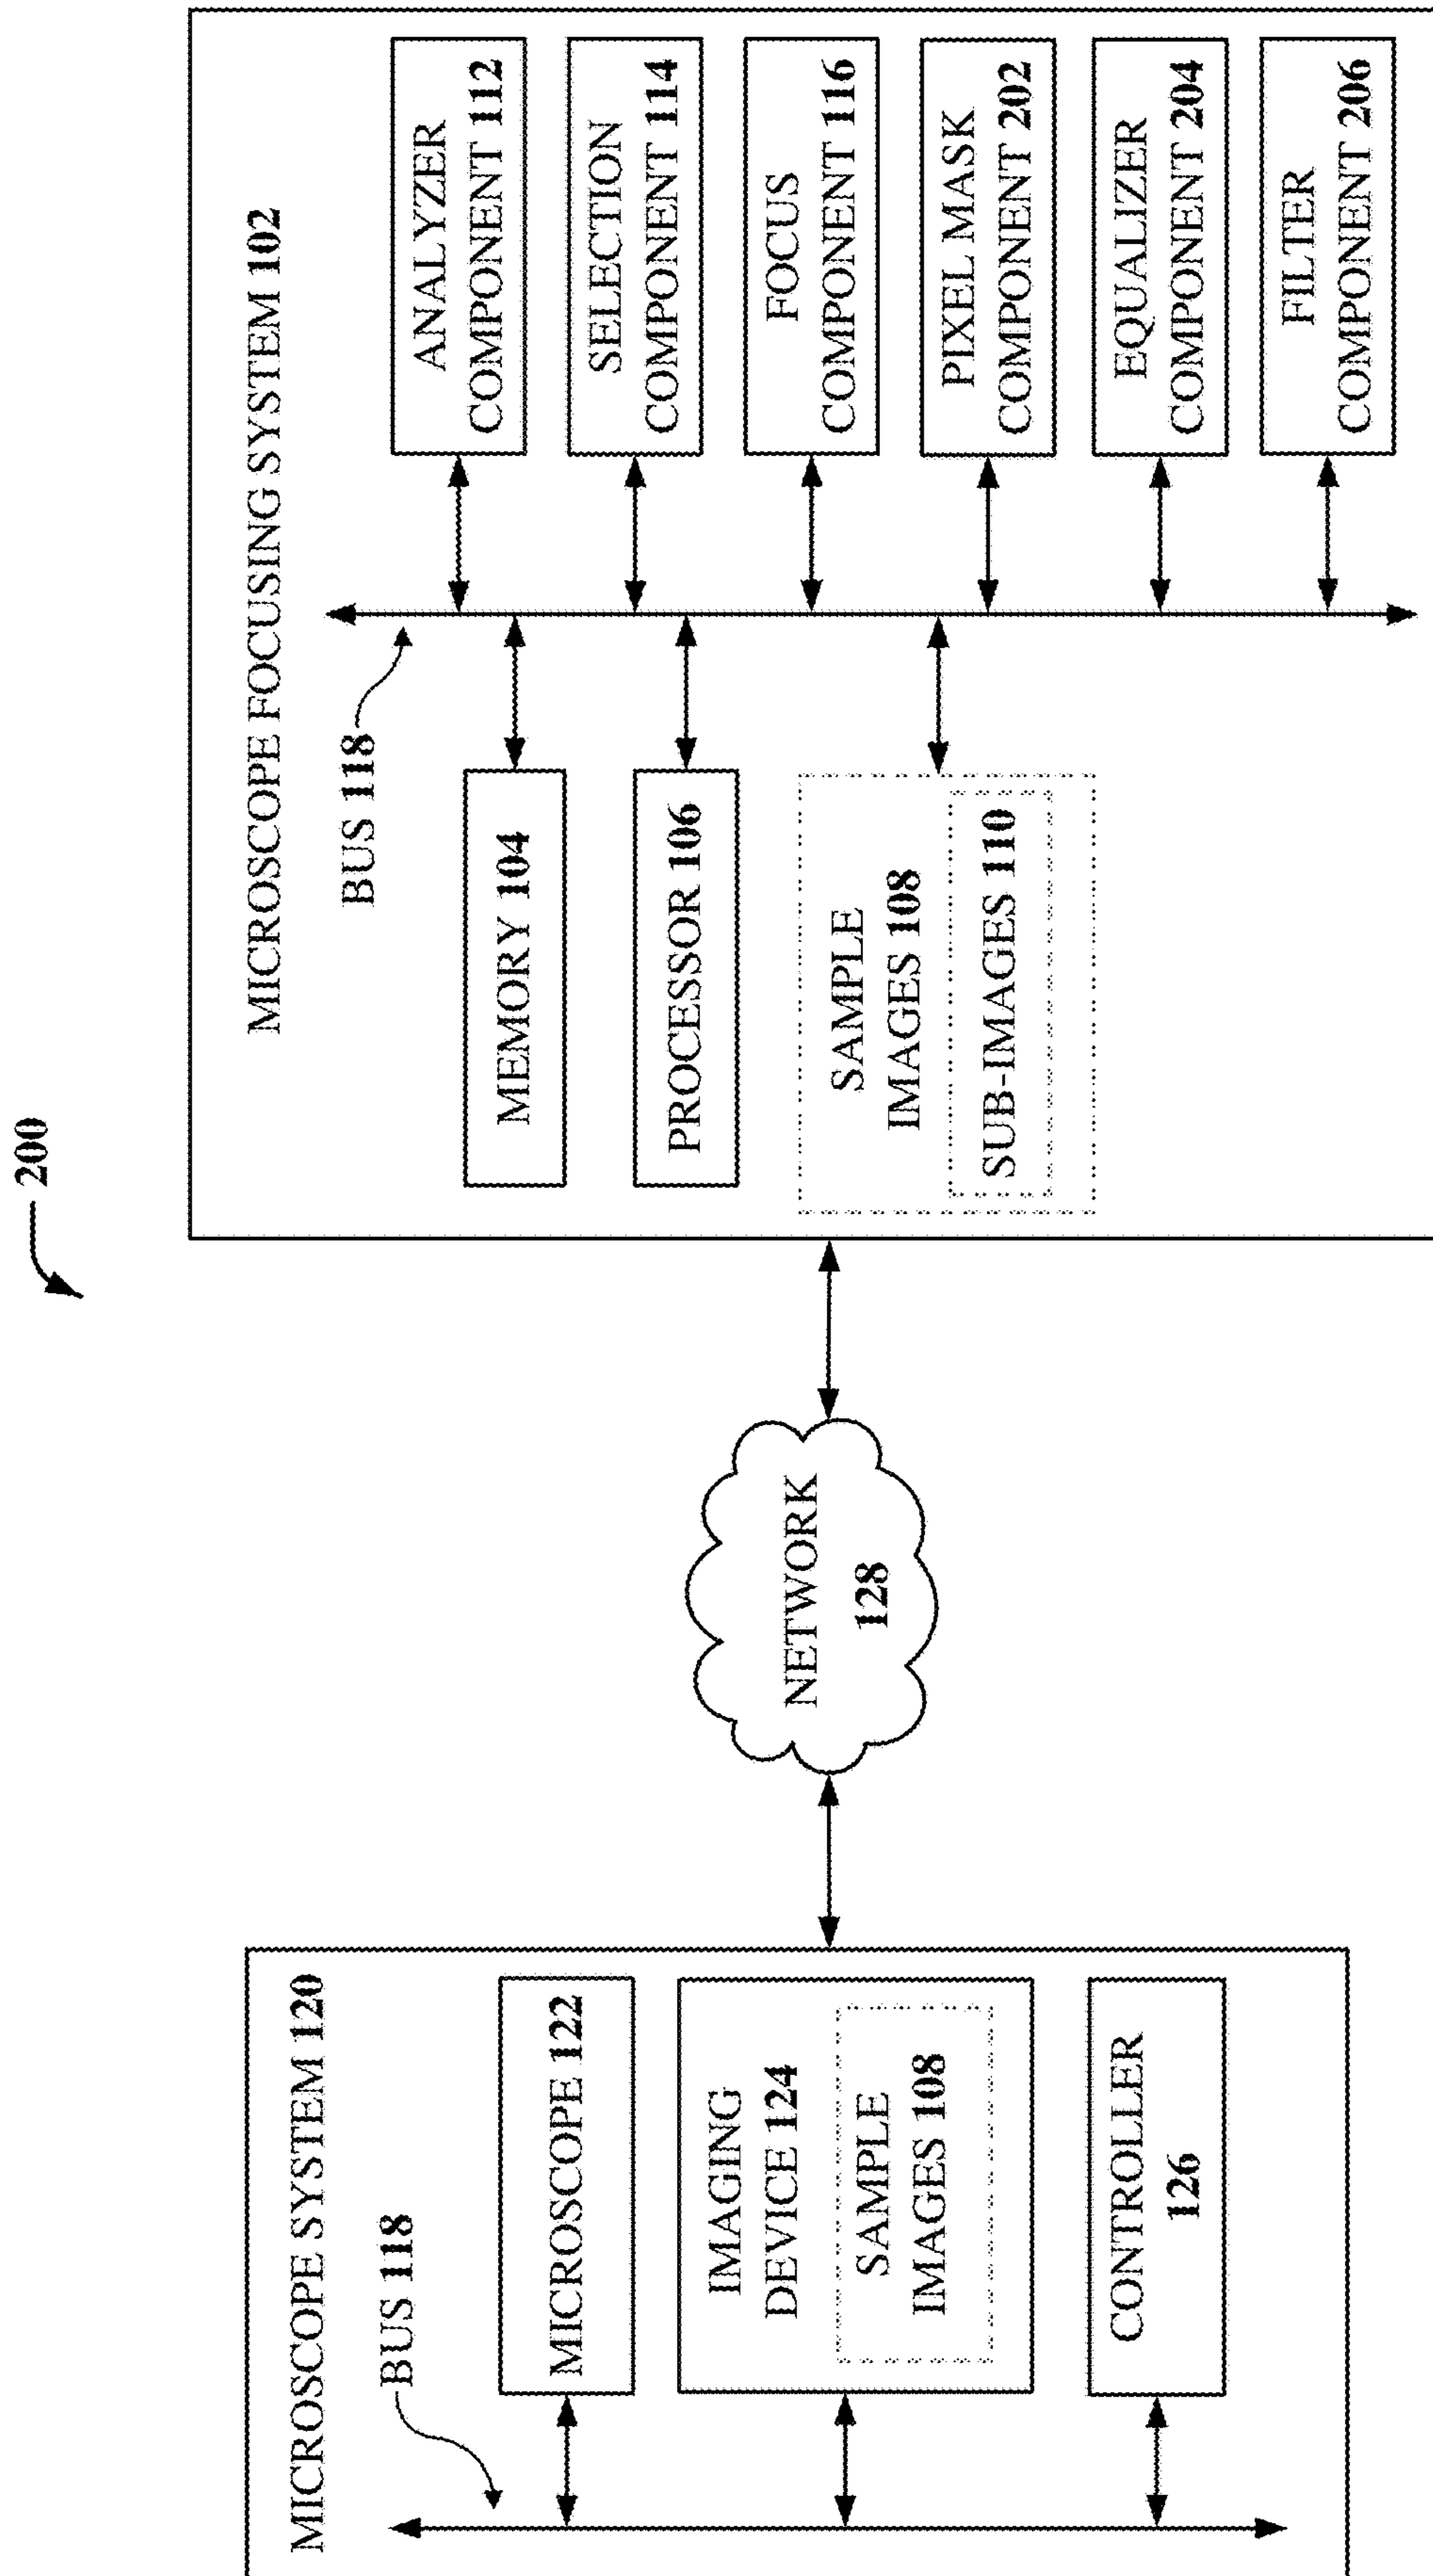 200
MICROSCOPE SYSTEM 120
BUS 118
MICROSCOPE 122
IMAGING
DEVICE 124
SAMPLE
IMAGES 108
CONTROLLER
126
NETWORK
128
MICROSCOPE FOCUSING SYSTEM 102
BUS 118
MEMORY 104
PROCESSOR 106
SAMPLE
IMAGES 108
SUB-IMAGES 110
ANALYZER
COMPONENT 112
SELECTION
COMPONENT 114
FOCUS
COMPONENT 116
PIXEL MASK
COMPONENT 202
EQUALIZER
COMPONENT 204
FILTER
COMPONENT 206